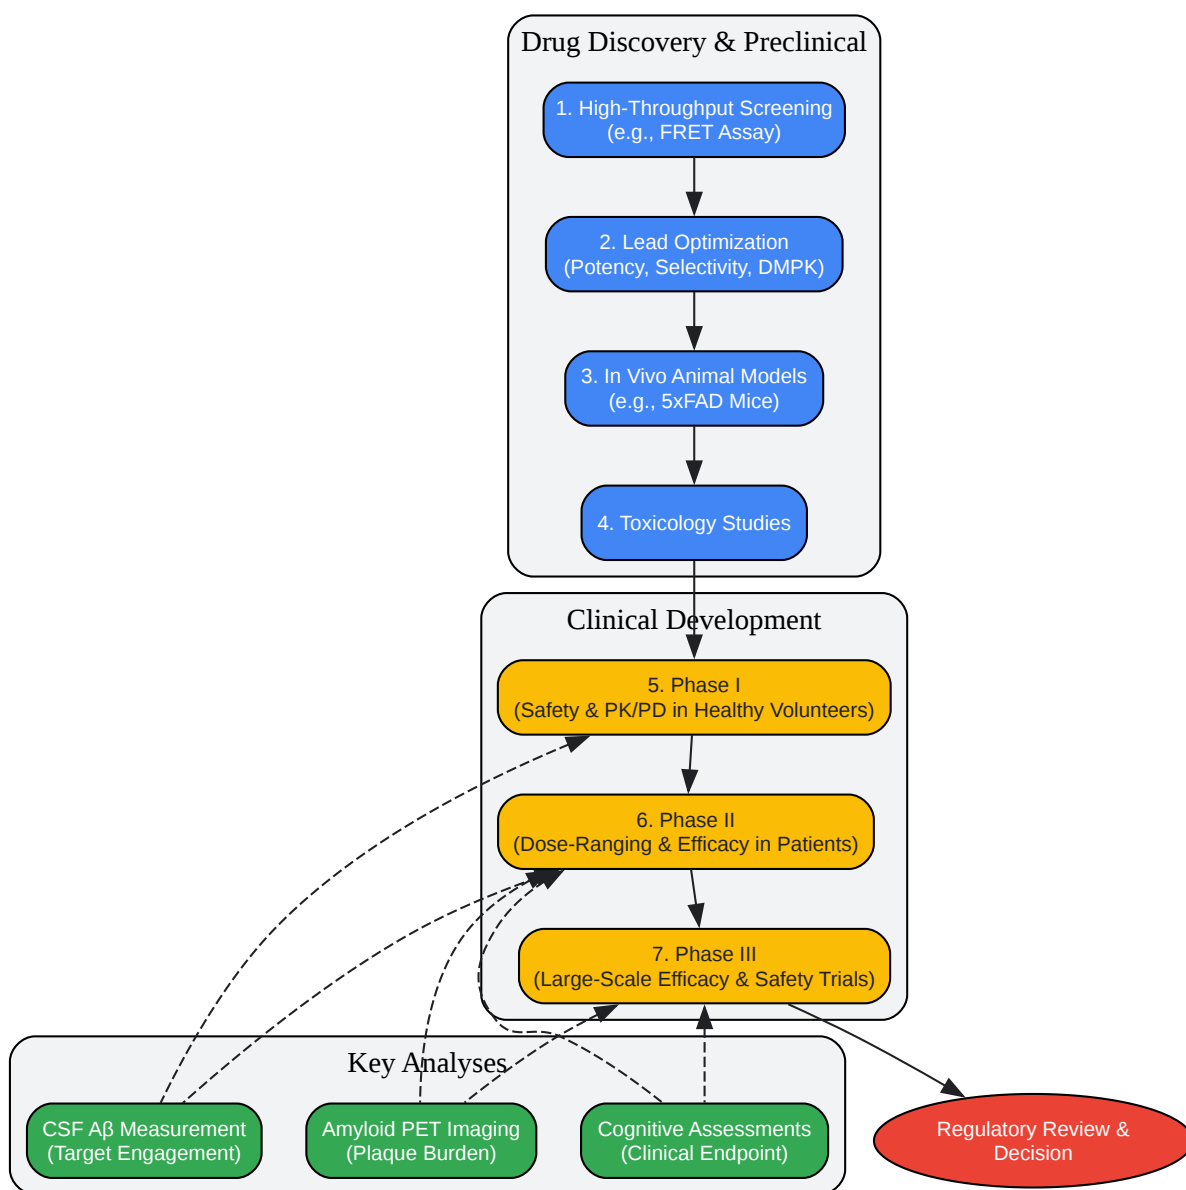 Drug Discovery & Preclinical
1. High-Throughput Screening
(e.g., FRET Assay)
2. Lead Optimization
(Potency, Selectivity, DMPK)
3. In Vivo Animal Models
(e.g., 5xFAD Mice)
4. Toxicology Studies
Clinical Development
5. Phase I
(Safety & PK/PD in Healthy Volunteers)
6. Phase II
(Dose-Ranging & Efficacy in Patients)
7. Phase III
(Large-Scale Efficacy & Safety Trials)
Key Analyses
CSF Aβ Measurement
(Target Engagement)
Amyloid PET Imaging
(Plaque Burden)
Cognitive Assessments
(Clinical Endpoint)
Regulatory Review &
Decision